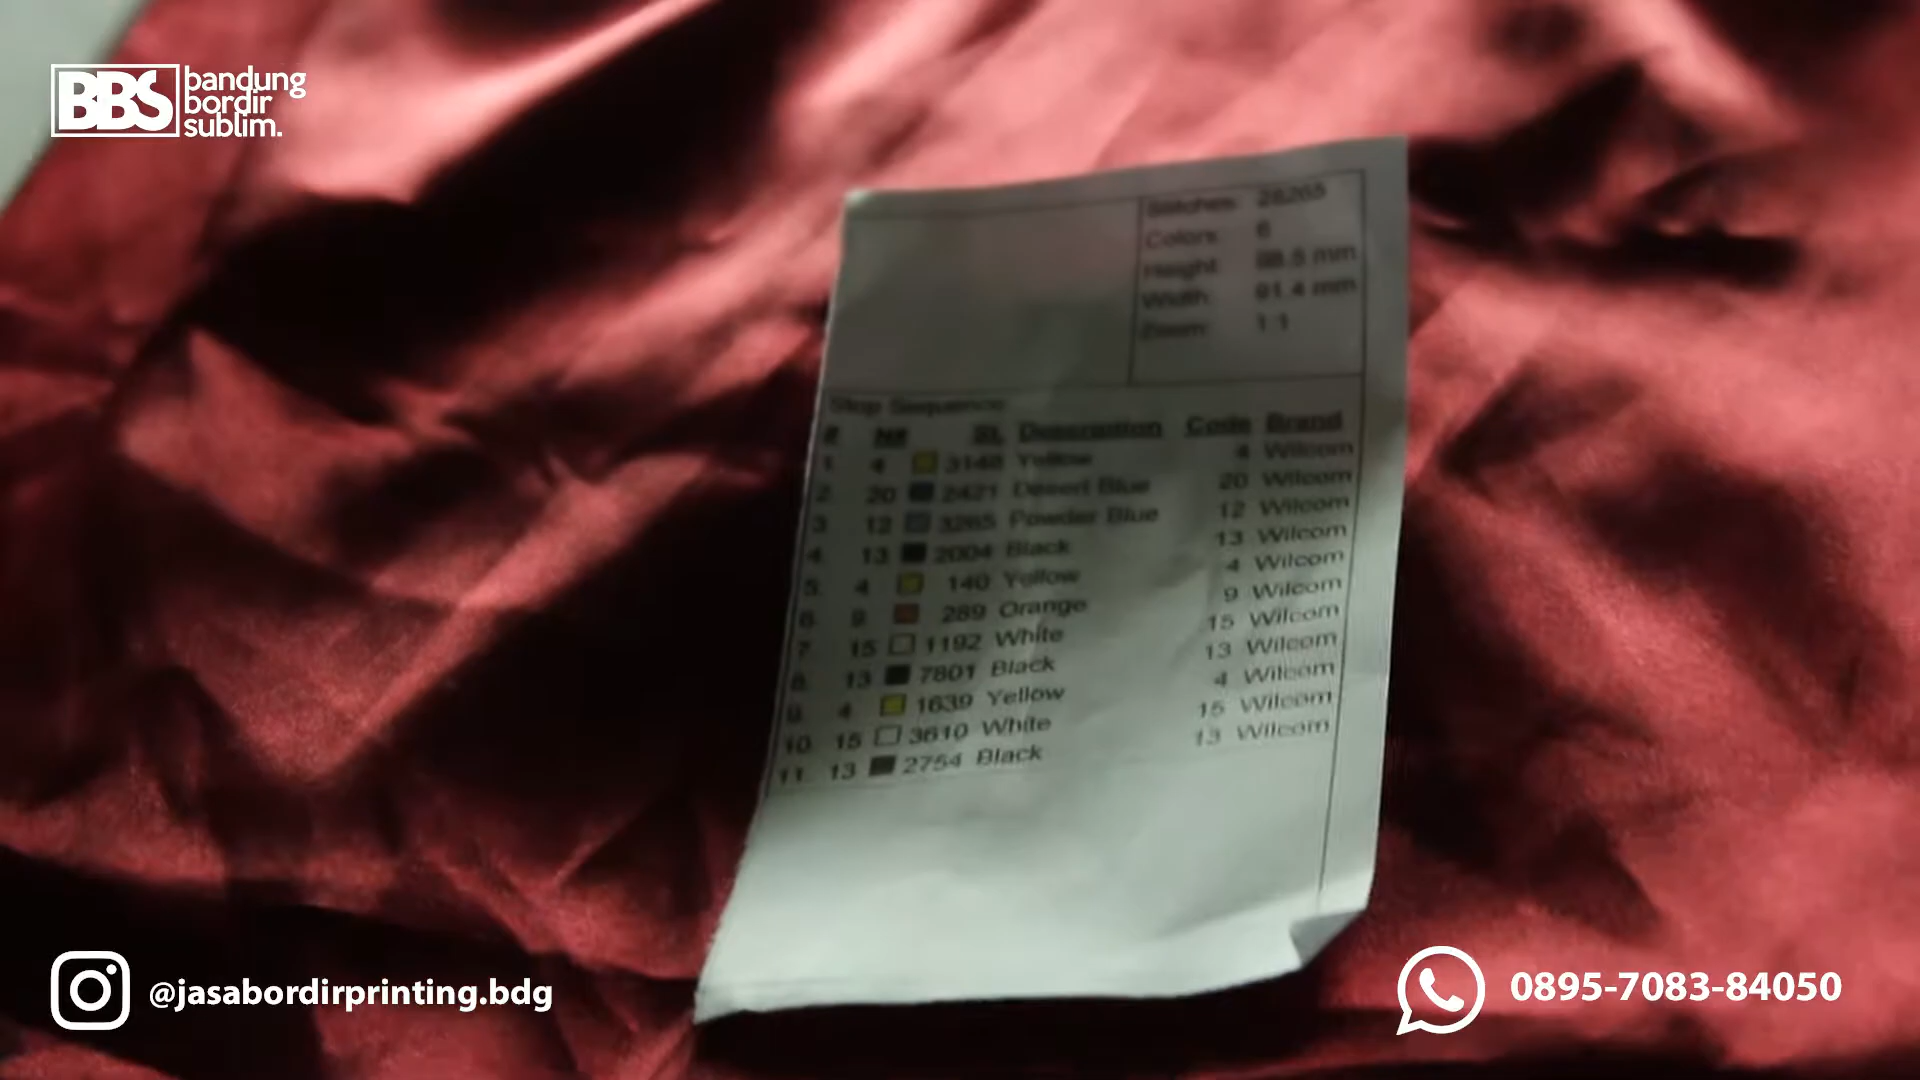 BBS bandung
bordir
sublim.
Stitches: 28265
Colors: 6
Height: mm
Width: 91.4 mm
Zoom: 1:1
Stop Sequence:
# N# St. Description Code Brand
1. 4 3148 Yellow 4 Wilcom
2. 20 2421 Desert Blue 20 Wilcom
3. 12 3265 Powder Blue 12 Wilcom
4. 13 2004 Black 13 Wilcom
5. 4 140 Yellow 4 Wilcom
6. 9 289 Orange 9 Wilcom
7. 15 1192 White 15 Wilcom
8. 13 7801 Black 13 Wilcom
9. 4 1639 Yellow 4 Wilcom
10. 15 3610 White 15 Wilcom
11. 13 2754 Black 13 Wilcom
@jasabordirprinting.bdg
0895-7083-84050